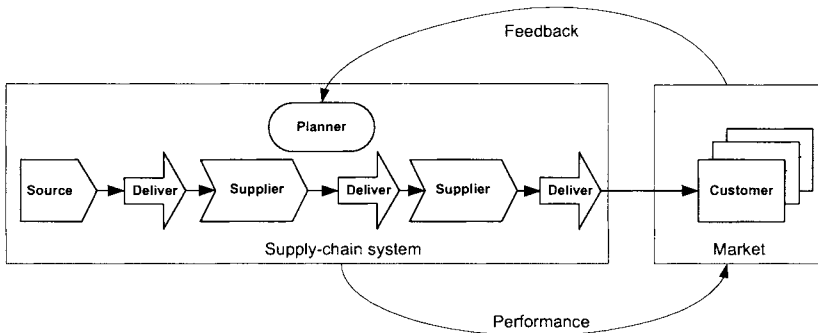 Feedback
Planner
Source
Deliver
Supplier
Deliver
Supplier
Deliver
Customer
Supply-chain system
Market
Performance